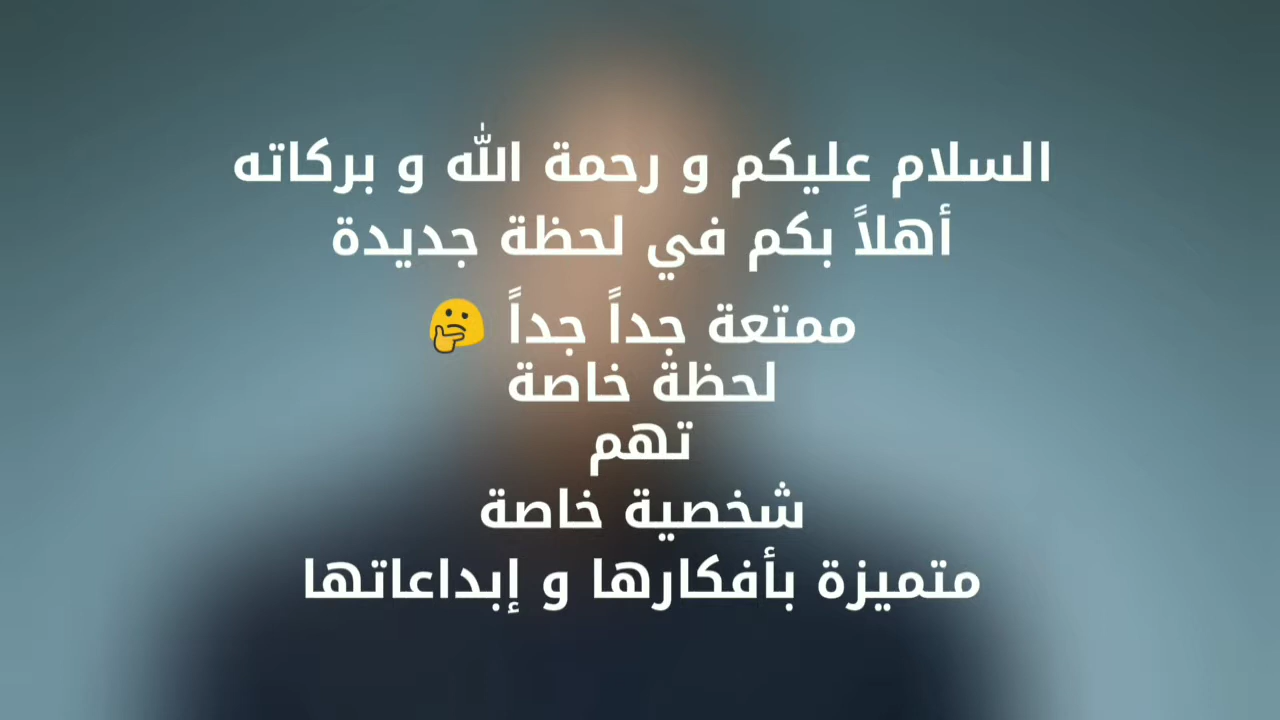 السلام عليكم و رحمة الله و بركاته
أهلاً بكم في لحظة جديدة
ممتعة جداً جداً 🤔
لحظة خاصة
تهم
شخصية خاصة
متميزة بأفكارها و إبداعاتها